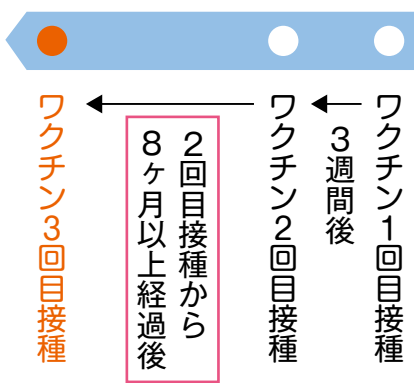 ワクチン1回目接種
3週間後
ワクチン2回目接種
2回目接種から
8ヶ月以上経過後
ワクチン3回目接種